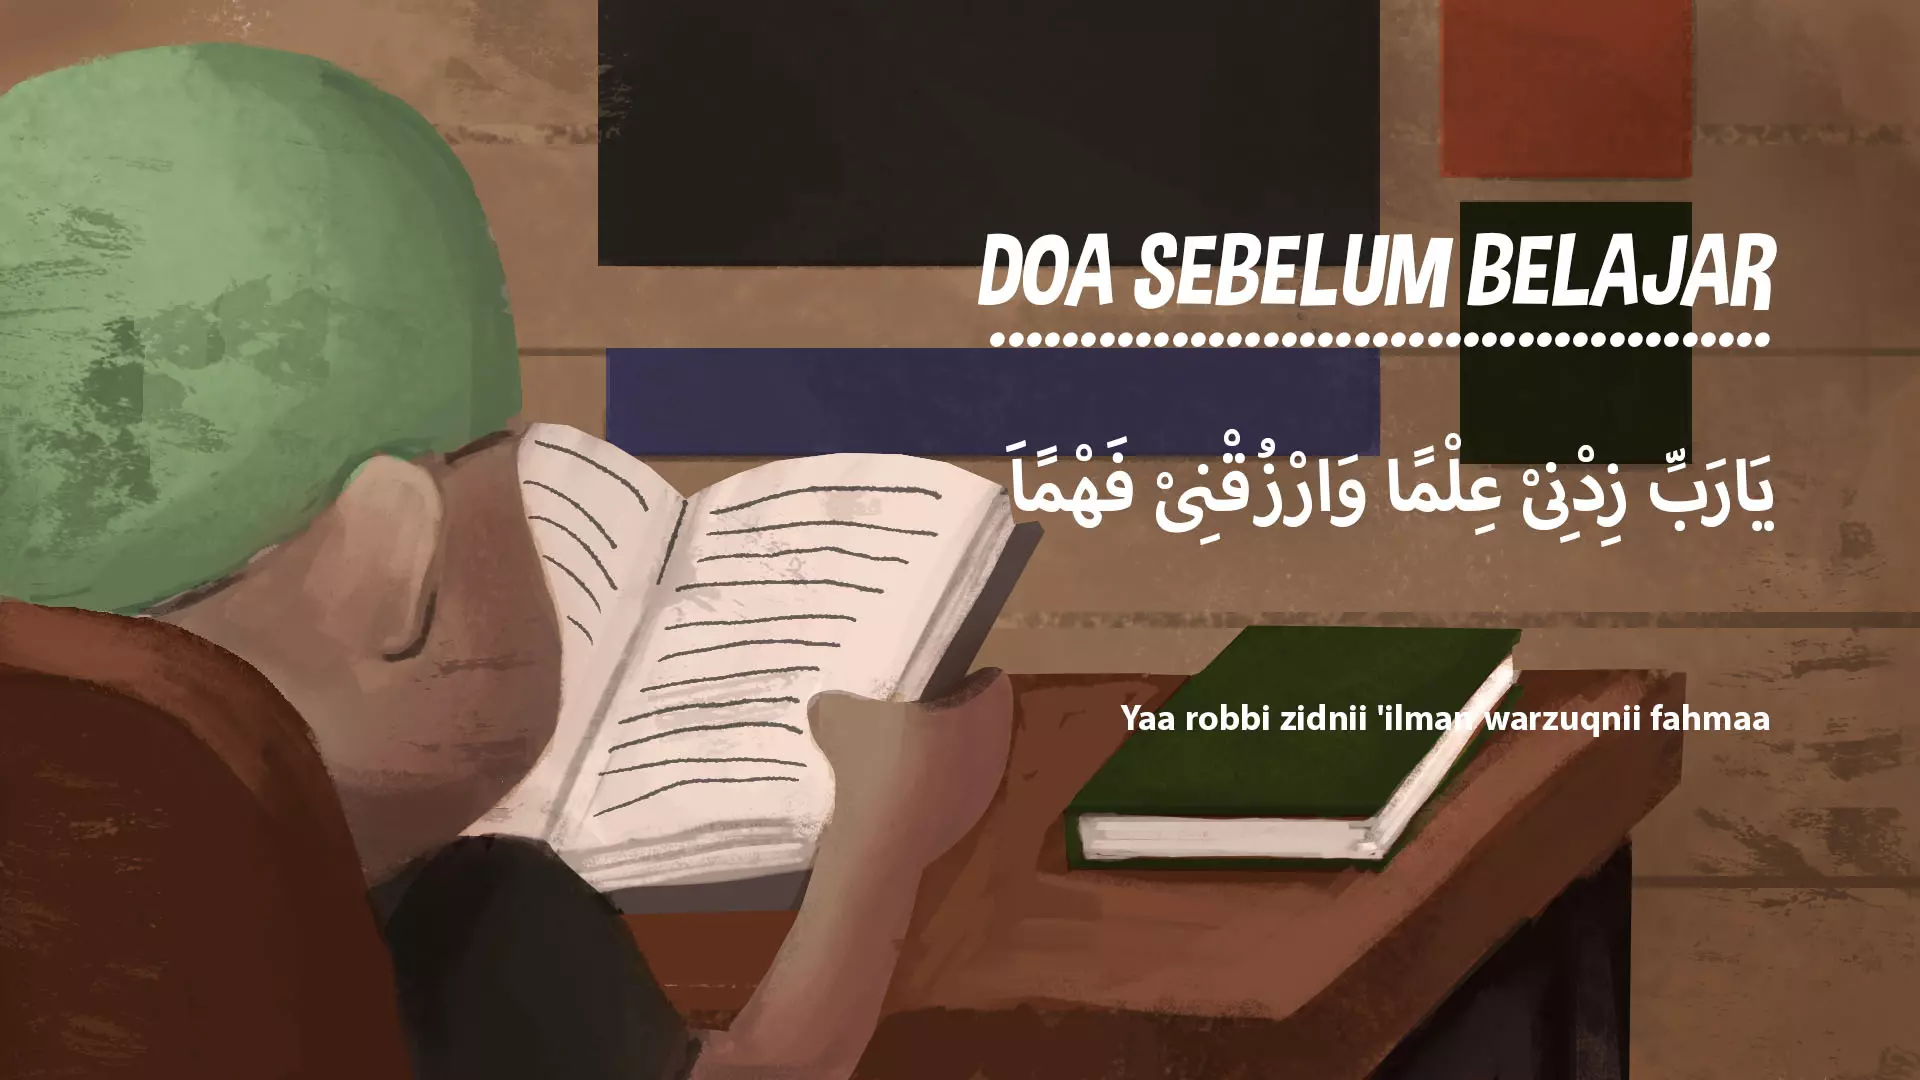 DOA SEBELUM BELAJAR
يَارَبِّ زِدْنِىْ عِلْمًا وَارْزُقْنِىْ فَهْمًاَ
Yaa robbi zidnii 'ilman warzuqnii fahmaa